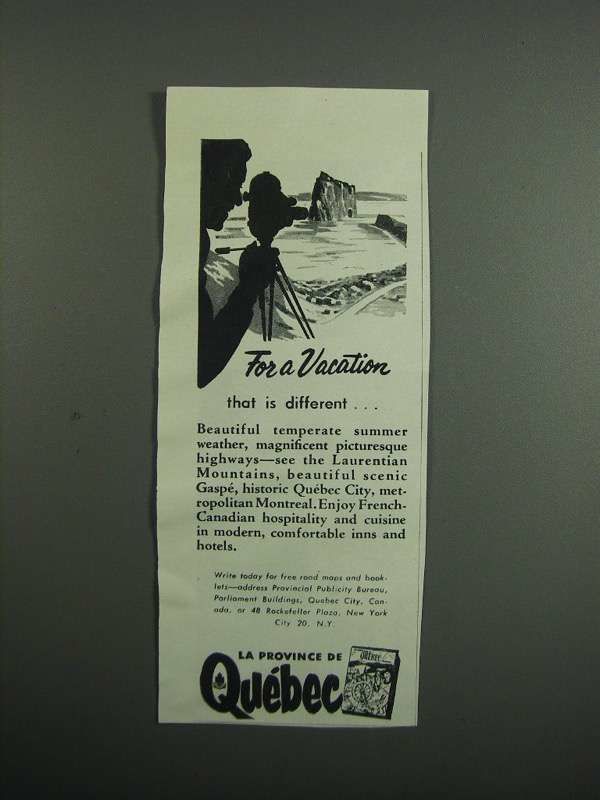 For a Vacation
that is different...
Beautiful temperate summer
weather, magnificent picturesque
highways—see the Laurentian
Mountains, beautiful scenic
Gaspé, historic Québec City, met-
ropolitan Montreal. Enjoy French-
Canadian hospitality and cuisine
in modern, comfortable inns and
hotels.
Write today for free road maps and book-
lets—address Provincial Publicity Bureau,
Parliament Buildings, Quebec City, Can-
ada, or 48 Rockefeller Plaza, New York
City 20, N.Y.
LA PROVINCE DE
Québec
Québec